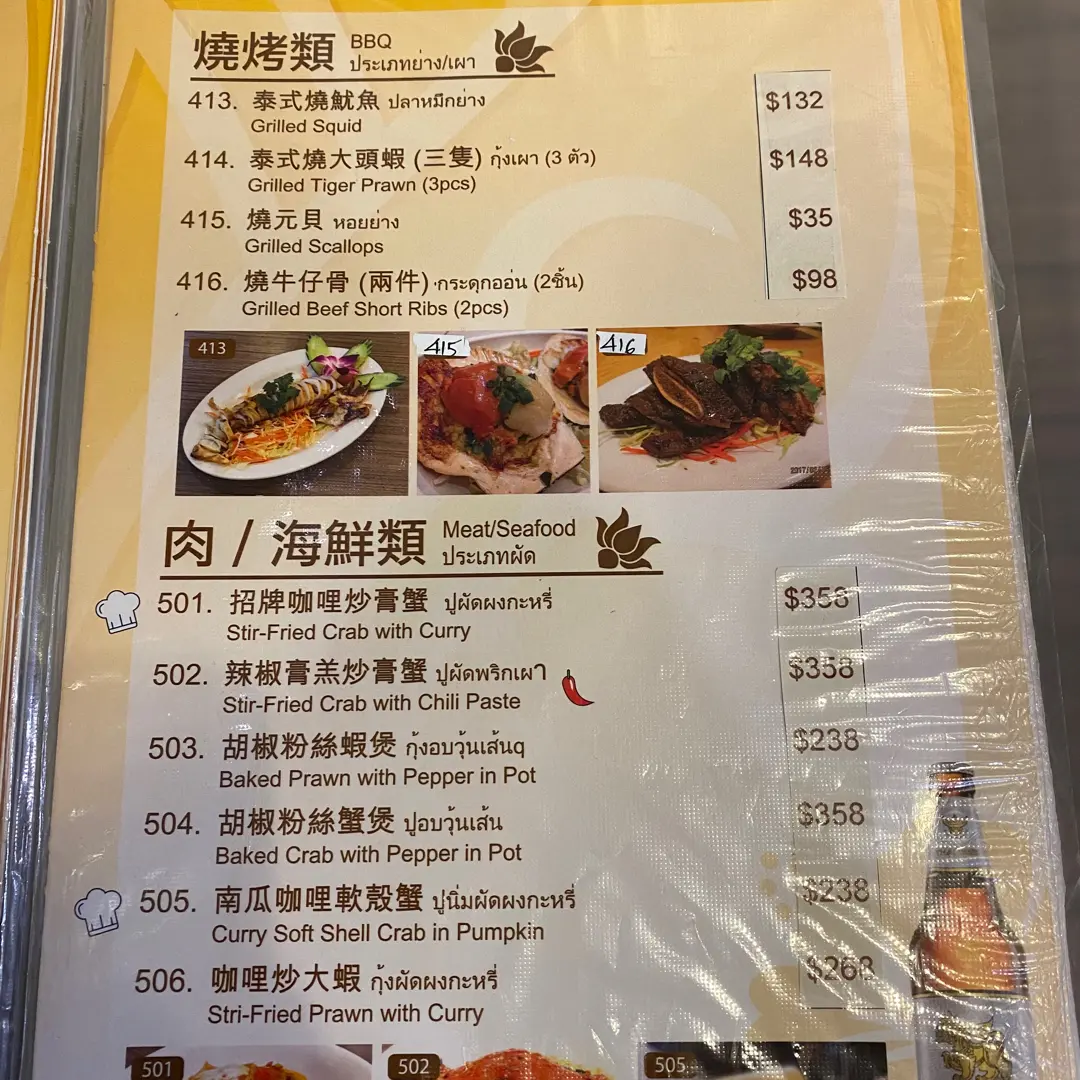 燒烤類 BBQ
ประเภทย่าง/เผา
413. 泰式燒魷魚 ปลาหมึกย่าง $132
Grilled Squid
414. 泰式燒大頭蝦 (三隻) กุ้งเผา (3 ตัว) $148
Grilled Tiger Prawn (3pcs)
415. 燒元貝 หอยย่าง $35
Grilled Scallops
416. 燒牛仔骨 (兩件) กระดุกออ่น (2ชิ้น) $98
Grilled Beef Short Ribs (2pcs)
413 415 416
肉 / 海鮮類 Meat/Seafood
ประเภทผัด
501. 招牌咖哩炒膏蟹 ปูผัดผงกะหรี่ $358
Stir-Fried Crab with Curry
502. 辣椒膏羔炒膏蟹 ปูผัดพริกเผา $358
Stir-Fried Crab with Chili Paste
503. 胡椒粉絲蝦煲 กุ้งอบวุ้นเส้นq $238
Baked Prawn with Pepper in Pot
504. 胡椒粉絲蟹煲 ปูอบวุ้นเส้น $358
Baked Crab with Pepper in Pot
505. 南瓜咖哩軟殼蟹 ปูนิ่มผัดผงกะหรี่ $238
Curry Soft Shell Crab in Pumpkin
506. 咖哩炒大蝦 กุ้งผัดผงกะหรี่ $268
Stri-Fried Prawn with Curry
501 502 505